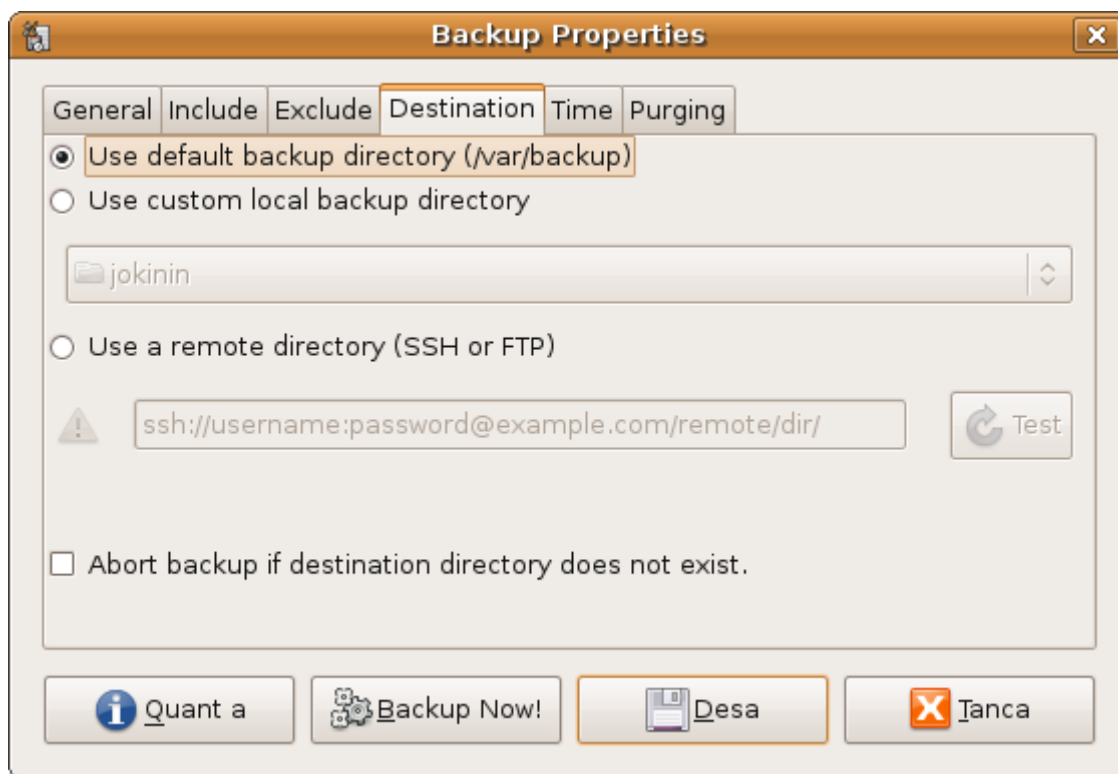 Backup Properties
General Include Exclude Destination Time Purging
Use default backup directory (/var/backup)
Use custom local backup directory
jokinin
Use a remote directory (SSH or FTP)
ssh://username:password@example.com/remote/dir/ Test
Abort backup if destination directory does not exist.
Quant a Backup Now! Desa Tanca